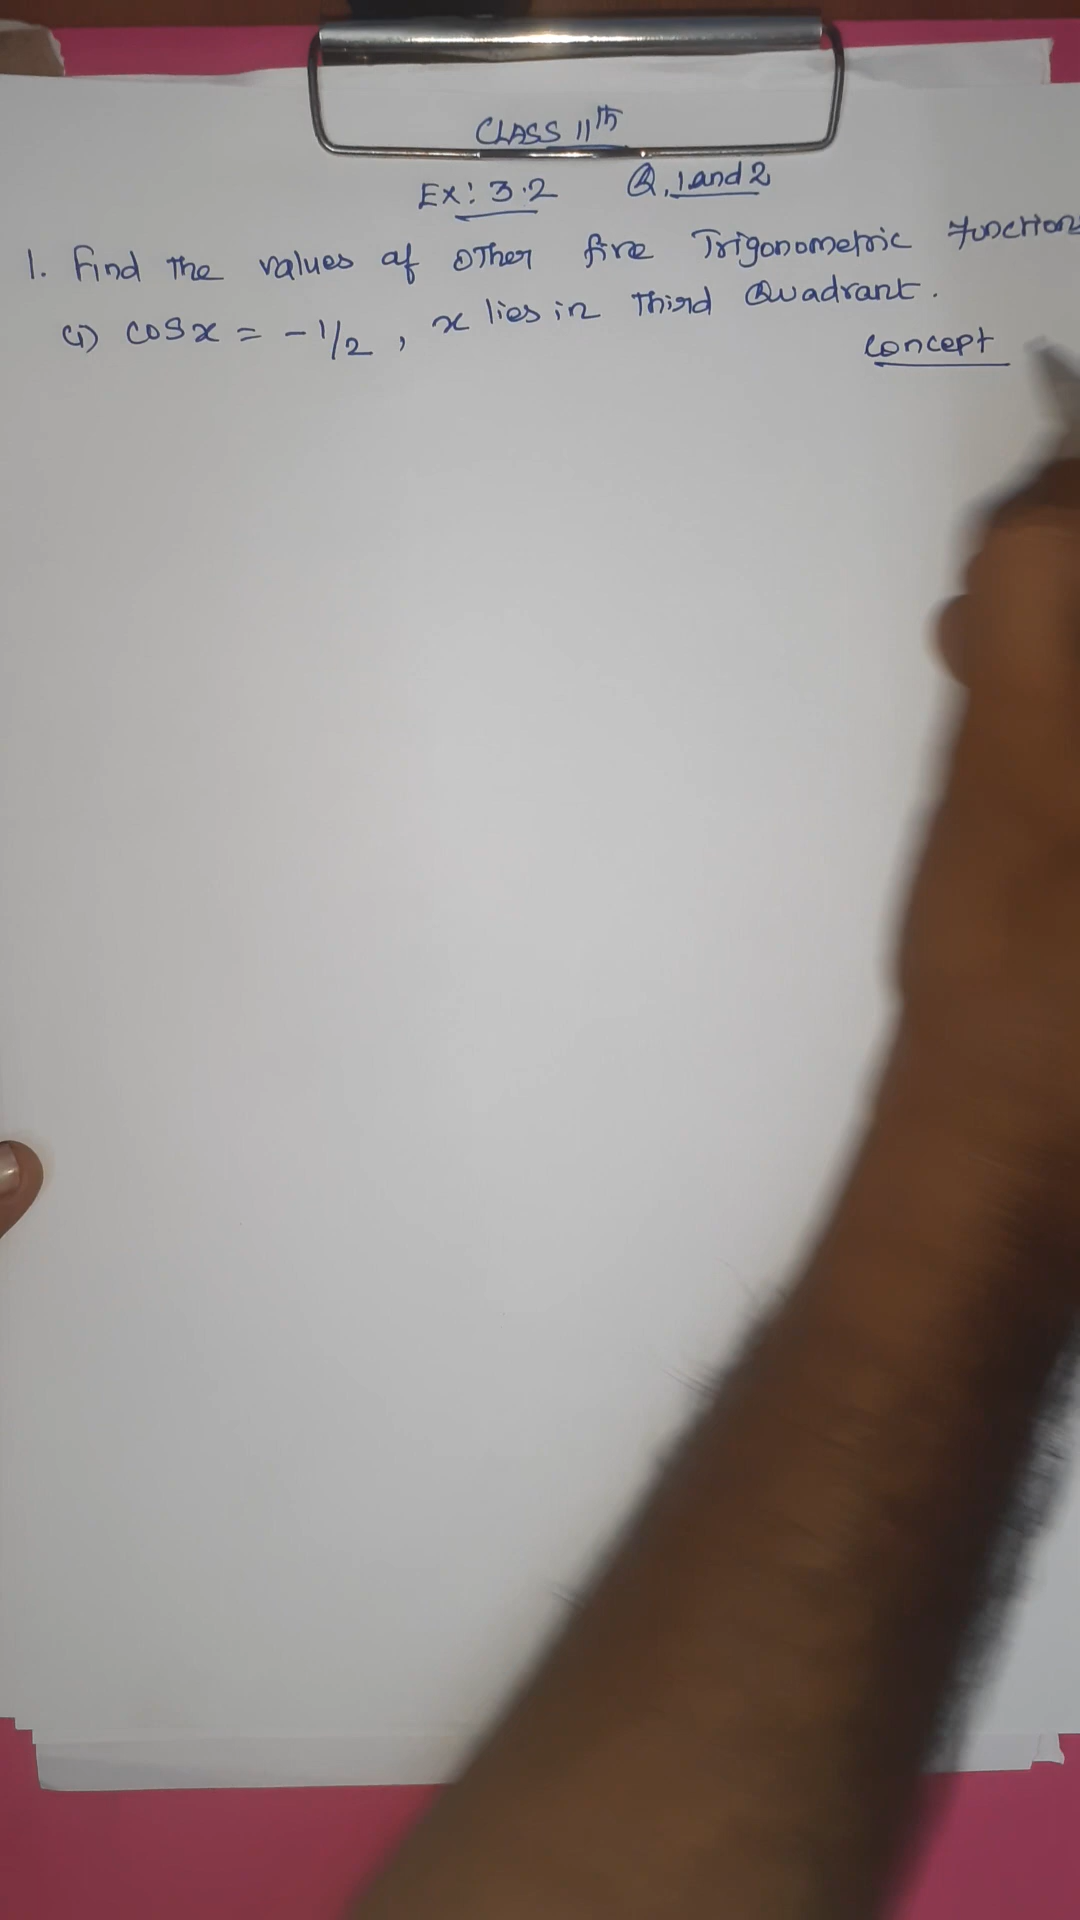 CLASS 11th
Ex: 3.2 Q. 1 and 2
1. Find The values of OTher five Trigonometric functions
(i) cosx = -1/2, x lies in Third Quadrant.
concept